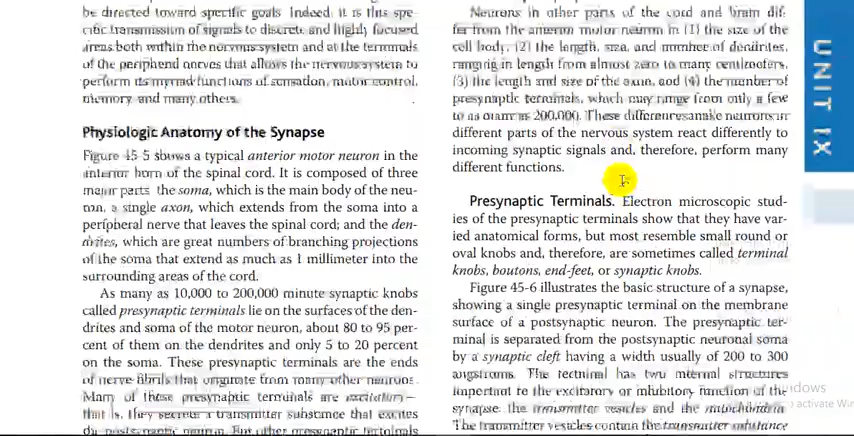 be directed toward specific goals. Indeed, it is this spe-
cific transmission of signals to discrete and highly focused
areas both within the nervous system and at the terminals
of the peripheral nerves that allows the nervous system to
perform its myriad functions of sensation, motor control,
memory and many others.
Physiologic Anatomy of the Synapse
Figure 45-5 shows a typical anterior motor neuron in the
anterior horn of the spinal cord. It is composed of three
major parts the soma, which is the main body of the neu-
ron, a single axon, which extends from the soma into a
peripheral nerve that leaves the spinal cord; and the den-
drites, which are great numbers of branching projections
of the soma that extend as much as 1 millimeter into the
surrounding areas of the cord.
As many as 10,000 to 200,000 minute synaptic knobs
called presynaptic terminals lie on the surfaces of the den-
drites and soma of the motor neuron, about 80 to 95 per-
cent of them on the dendrites and only 5 to 20 percent
on the soma. These presynaptic terminals are the ends
of nerve fibrils that originate from many other neurons.
Many of these presynaptic terminals are excitatory—
that is, they secrete a transmitter substance that excites
the postsynaptic neuron. But other presynaptic terminals
Neurons in other parts of the cord and brain dif-
fer from the anterior motor neuron in (1) the size of the
cell body; (2) the length, size, and number of dendrites,
ranging in length from almost zero to many centimeters;
(3) the length and size of the axon; and (4) the number of
presynaptic terminals, which may range from only a few
to as many as 200,000. These differences make neurons in
different parts of the nervous system react differently to
incoming synaptic signals and, therefore, perform many
different functions.
Presynaptic Terminals. Electron microscopic stud-
ies of the presynaptic terminals show that they have var-
ied anatomical forms, but most resemble small round or
oval knobs and, therefore, are sometimes called terminal
knobs, boutons, end-feet, or synaptic knobs.
Figure 45-6 illustrates the basic structure of a synapse,
showing a single presynaptic terminal on the membrane
surface of a postsynaptic neuron. The presynaptic ter-
minal is separated from the postsynaptic neuronal soma
by a synaptic cleft having a width usually of 200 to 300
angstroms. The terminal has two internal structures
important to the excitatory or inhibitory function of the
synapse: the transmitter vesicles and the mitochondria.
The transmitter vesicles contain the transmitter substance
UNIT IX
dows
activate Win